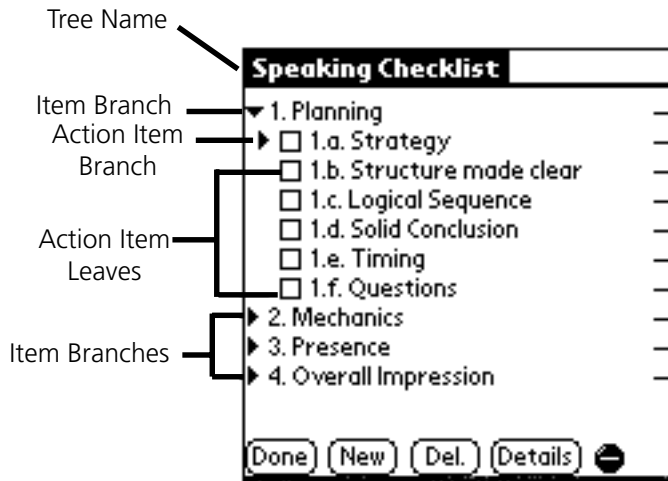 Tree Name
Speaking Checklist
Item Branch
1. Planning
Action Item
Branch
1.a. Strategy
1.b. Structure made clear
1.c. Logical Sequence
1.d. Solid Conclusion
Action Item
Leaves
1.e. Timing
1.f. Questions
2. Mechanics
Item Branches
3. Presence
4. Overall Impression
Done
New
Del.
Details